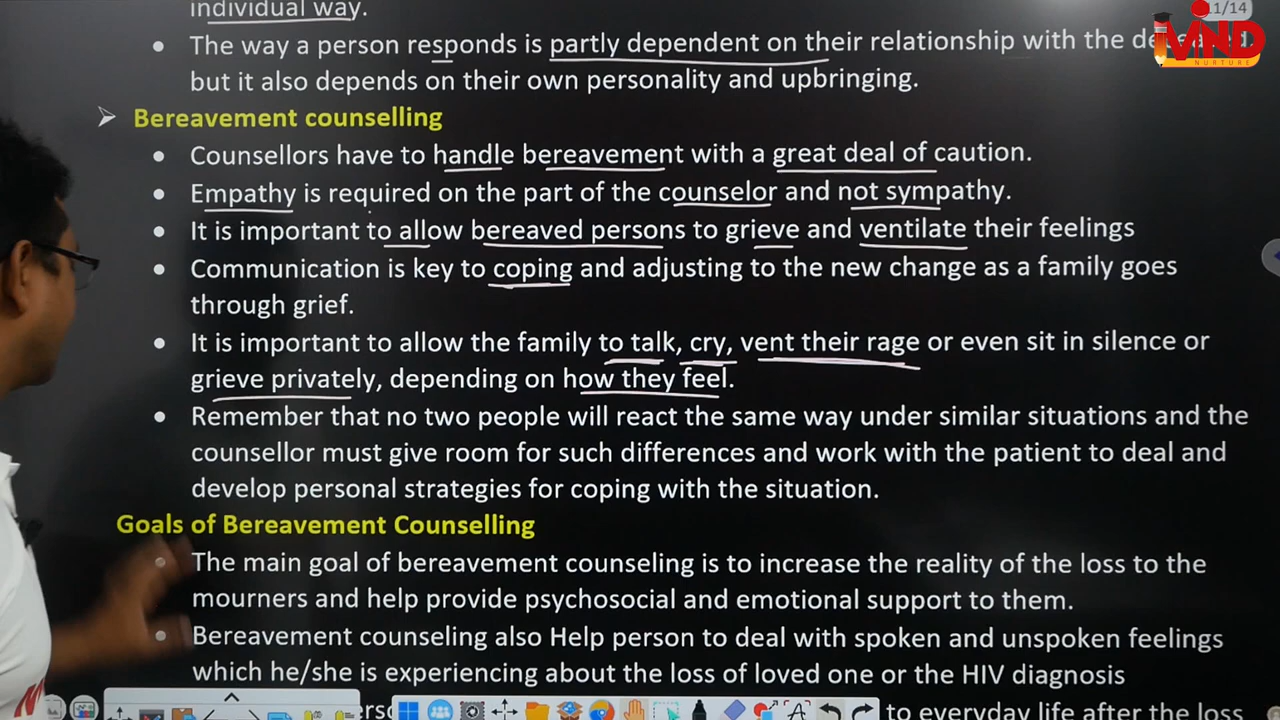 individual way.
11/14
• The way a person responds is partly dependent on their relationship with the
but it also depends on their own personality and upbringing.
MIND
NURTURE
➢ Bereavement counselling
• Counsellors have to handle bereavement with a great deal of caution.
• Empathy is required on the part of the counselor and not sympathy.
• It is important to allow bereaved persons to grieve and ventilate their feelings
• Communication is key to coping and adjusting to the new change as a family goes
through grief.
• It is important to allow the family to talk, cry, vent their rage or even sit in silence or
grieve privately, depending on how they feel.
• Remember that no two people will react the same way under similar situations and the
counsellor must give room for such differences and work with the patient to deal and
develop personal strategies for coping with the situation.
Goals of Bereavement Counselling
• The main goal of bereavement counseling is to increase the reality of the loss to the
mourners and help provide psychosocial and emotional support to them.
• Bereavement counseling also Help person to deal with spoken and unspoken feelings
which he/she is experiencing about the loss of loved one or the HIV diagnosis
to everyday life after the loss